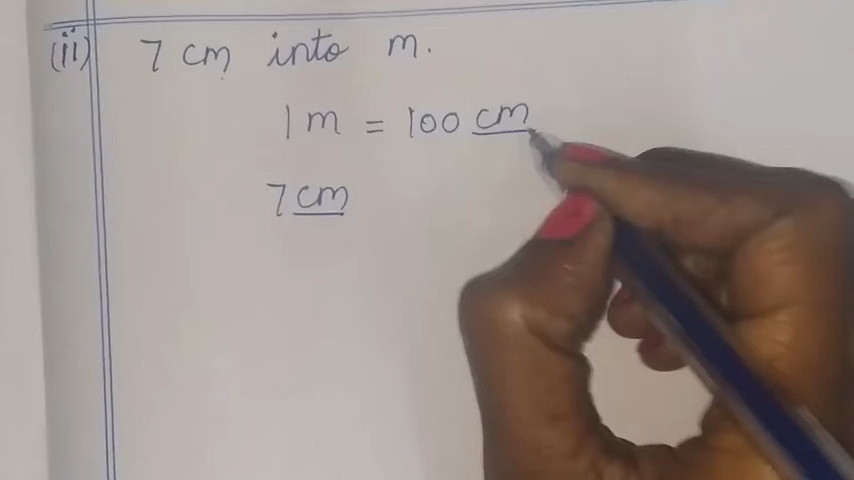 (ii) 7 cm into m.
1 m = 100 cm
7 cm